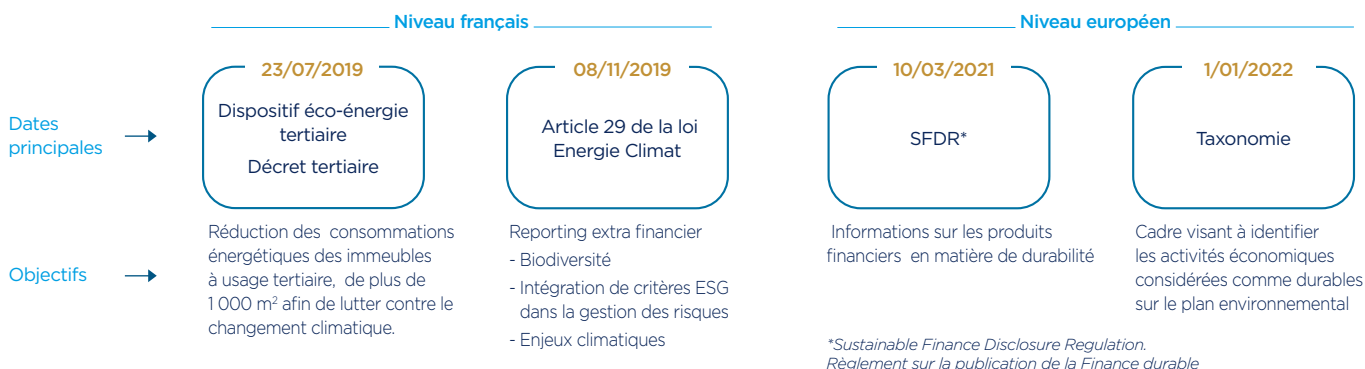 Niveau français
Niveau européen
Dates
principales
23/07/2019
Dispositif éco-énergie
tertiaire
Décret tertiaire
08/11/2019
Article 29 de la loi
Energie Climat
10/03/2021
SFDR*
1/01/2022
Taxonomie
Objectifs
Réduction des consommations
énergétiques des immeubles
à usage tertiaire, de plus de
1 000 m² afin de lutter contre le
changement climatique.
Reporting extra financier
- Biodiversité
- Intégration de critères ESG
dans la gestion des risques
- Enjeux climatiques
Informations sur les produits
financiers en matière de durabilité
Cadre visant à identifier
les activités économiques
considérées comme durables
sur le plan environnemental
*Sustainable Finance Disclosure Regulation.
Règlement sur la publication de la Finance durable